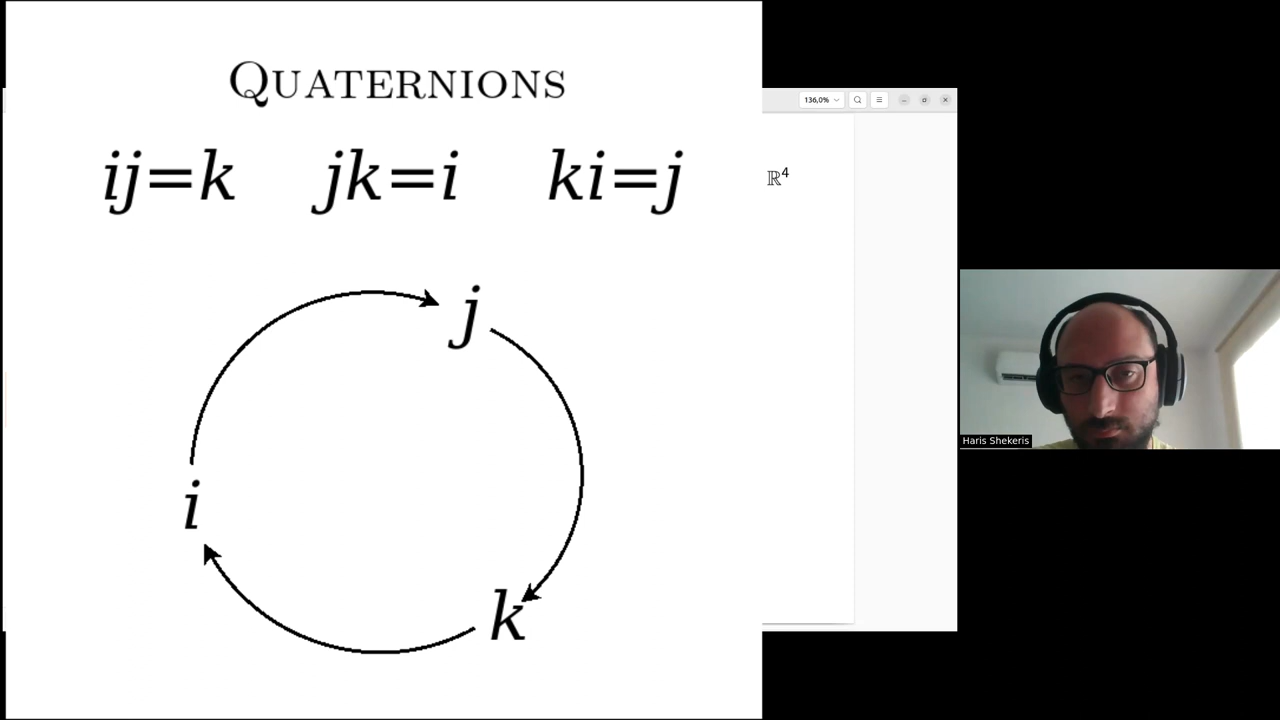 QUATERNIONS
ij=k jk=i ki=j
136,0%
ℝ⁴
j
i
k
Haris Shekeris